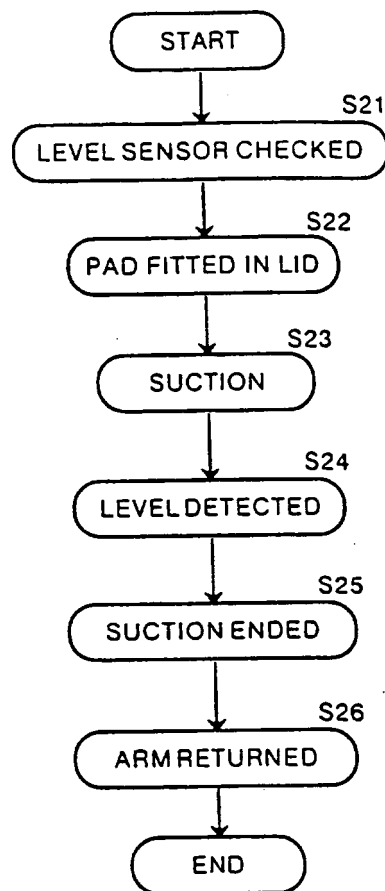 START
S21
LEVEL SENSOR CHECKED
S22
PAD FITTED IN LID
S23
SUCTION
S24
LEVEL DETECTED
S25
SUCTION ENDED
S26
ARM RETURNED
END